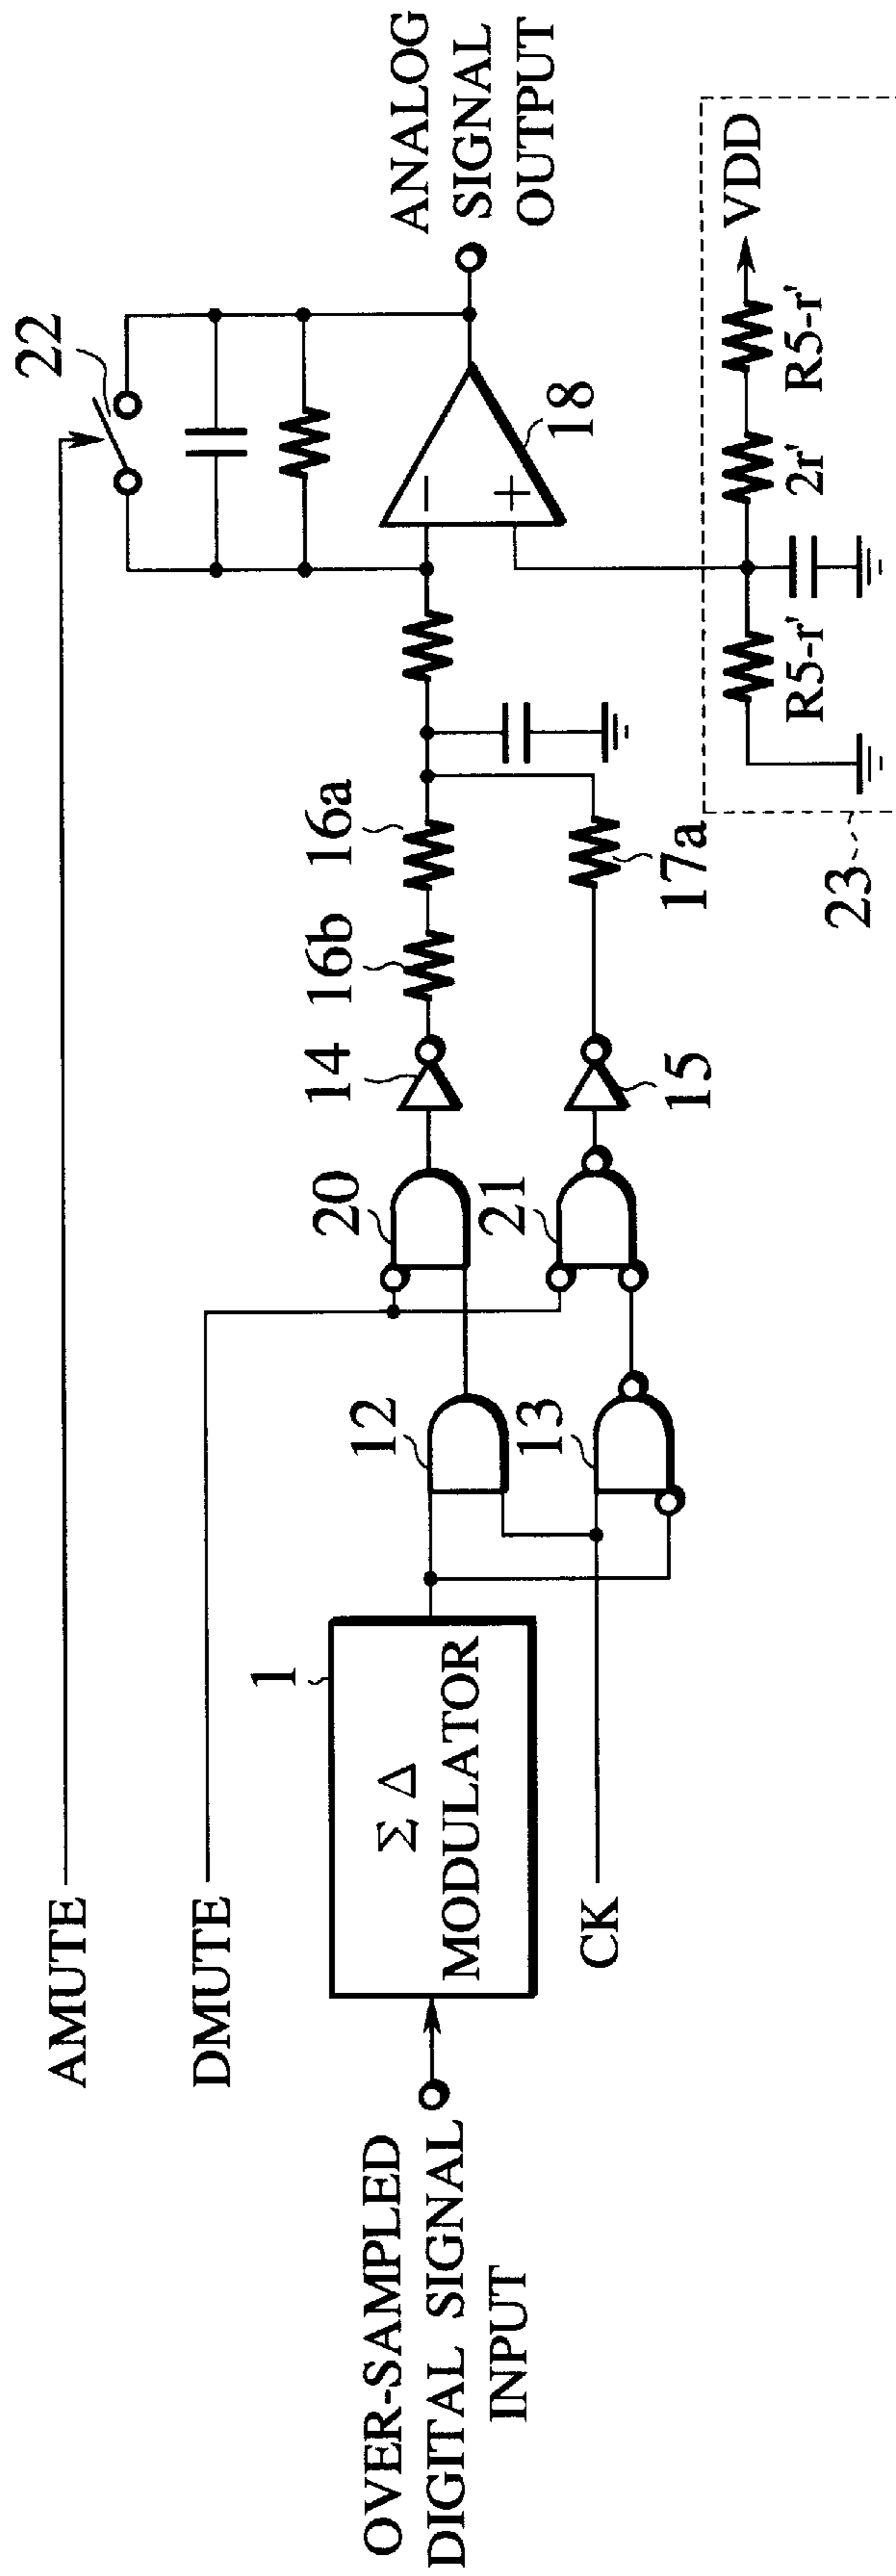 AMUTE
DMUTE
OVER-SAMPLED
DIGITAL SIGNAL
INPUT
1
Σ Δ
MODULATOR
CK
12
13
20
21
14
15
16b
16a
17a
22
−
+
18
ANALOG
SIGNAL
OUTPUT
23
R5-r'
2r'
R5-r'
VDD